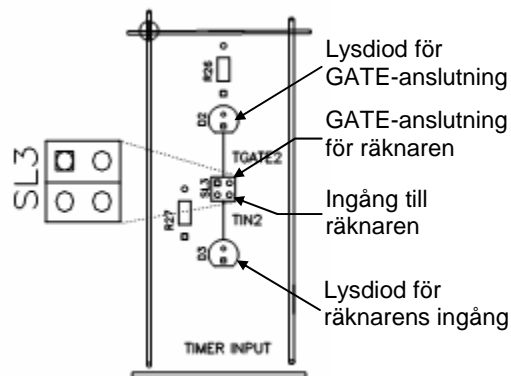 R26
Lysdiod för
GATE-anslutning
D2
GATE-anslutning
för räknaren
TGATE2
SL3
SL3
Ingång till
räknaren
R27
TIN2
D3
Lysdiod för
räknarens ingång
TIMER INPUT